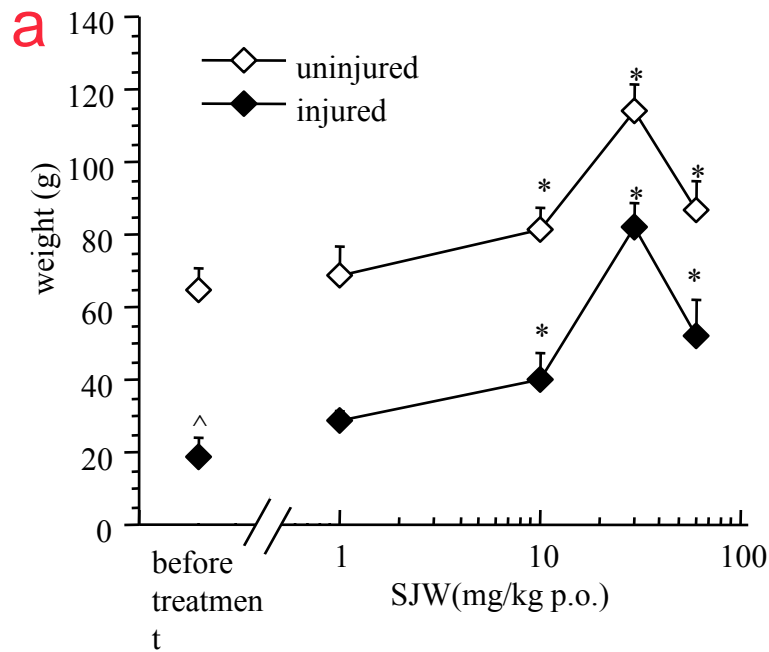 a
140
120
100
80
60
40
20
0
weight (g)
uninjured
injured
*
*
*
*
*
*
^
before
treatmen
t
1
10
100
SJW(mg/kg p.o.)